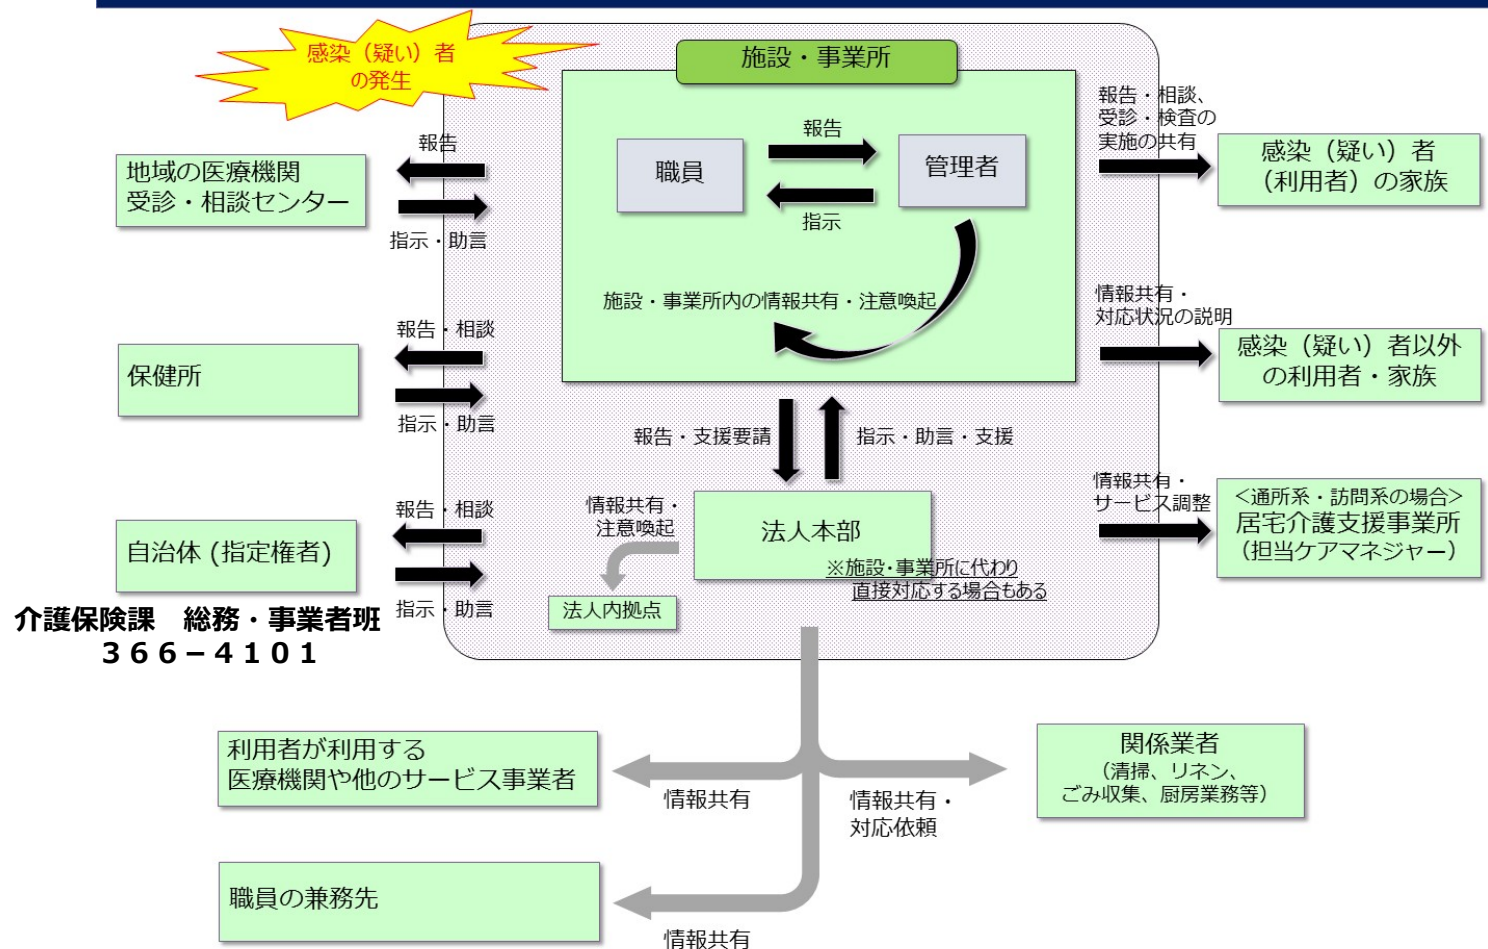 感染（疑い）者
の発生
施設・事業所
報告
職員
管理者
指示
施設・事業所内の情報共有・注意喚起
報告
地域の医療機関
受診・相談センター
指示・助言
報告・相談
保健所
指示・助言
報告・相談
自治体 (指定権者)
指示・助言
介護保険課　総務・事業者班
３６６－４１０１
報告・相談、
受診・検査の
実施の共有
感染（疑い）者
（利用者）の家族
情報共有・
対応状況の説明
感染（疑い）者以外
の利用者・家族
情報共有・
サービス調整
＜通所系・訪問系の場合＞
居宅介護支援事業所
（担当ケアマネジャー）
報告・支援要請
指示・助言・支援
情報共有・
注意喚起
法人本部
※施設・事業所に代わり
直接対応する場合もある
法人内拠点
利用者が利用する
医療機関や他のサービス事業者
情報共有
情報共有・
対応依頼
関係業者
（清掃、リネン、
ごみ収集、厨房業務等）
職員の兼務先
情報共有